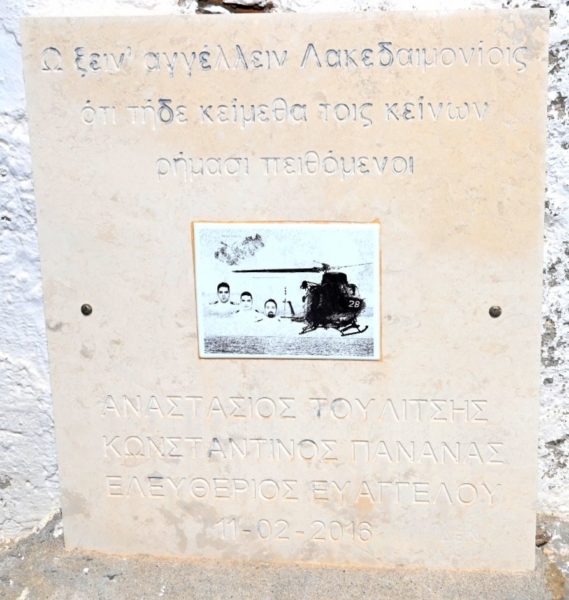 Ω ξειν' αγγέλλειν Λακεδαιμονίοις
ότι τήδε κείμεθα τοις κείνων
ρήμασι πειθόμενοι
28
ΑΝΑΣΤΑΣΙΟΣ ΤΟΥΛΙΤΣΗΣ
ΚΩΝΣΤΑΝΤΙΝΟΣ ΠΑΝΑΝΑΣ
ΕΛΕΥΘΕΡΙΟΣ ΕΥΑΓΓΕΛΟΥ
11-02-2016